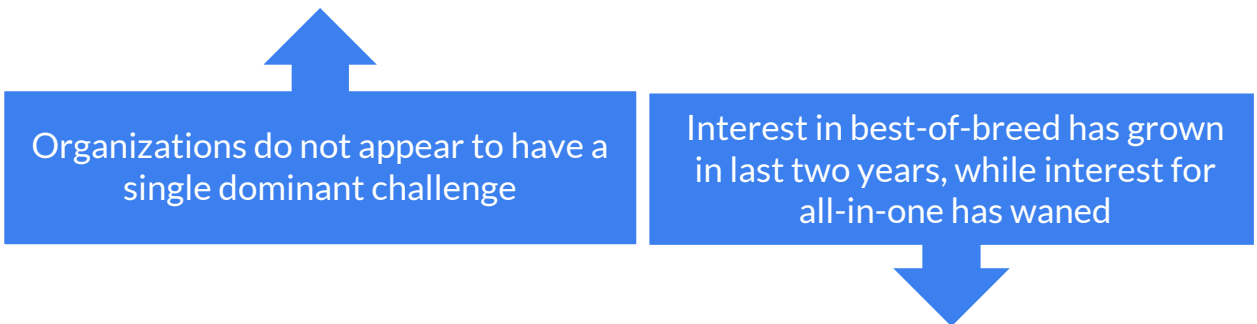 Organizations do not appear to have a
single dominant challenge
Interest in best-of-breed has grown
in last two years, while interest for
all-in-one has waned